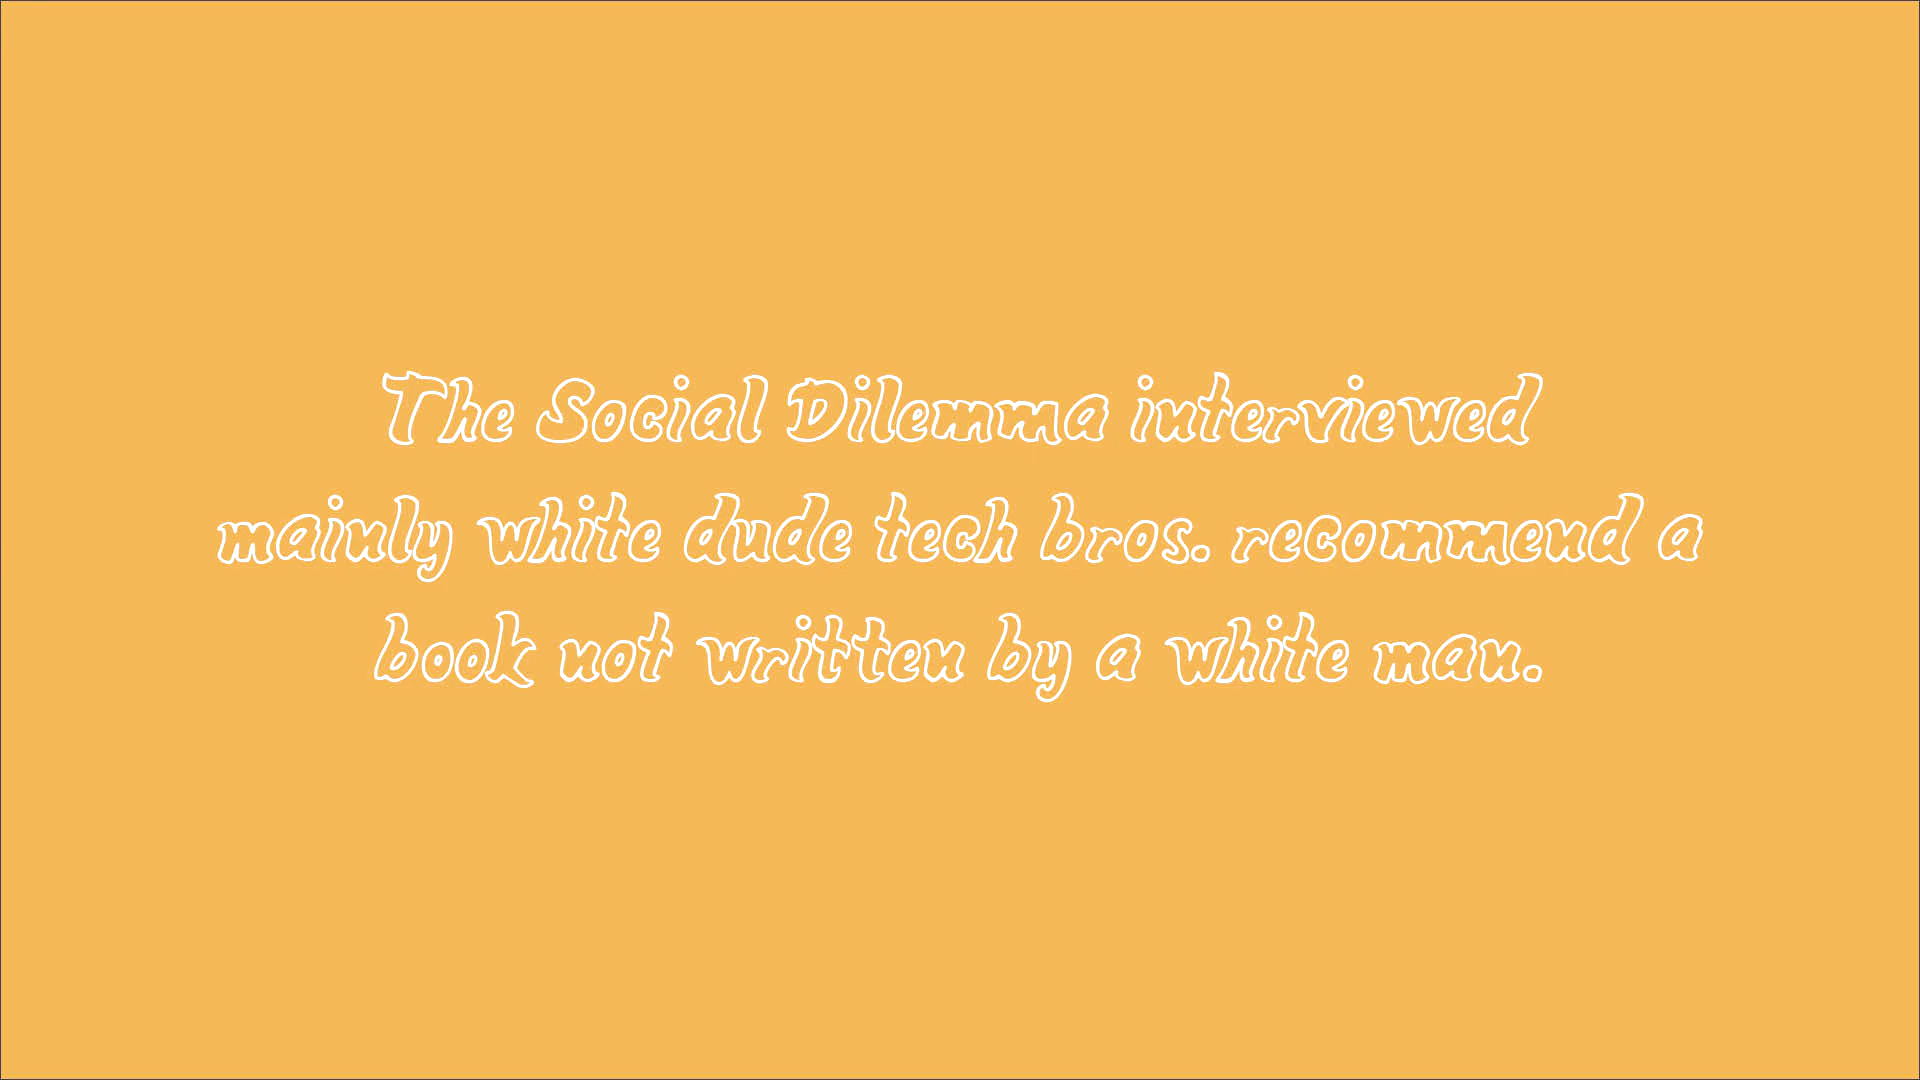 The Social Dilemma interviewed
mainly white dude tech bros. recommend a
book not written by a white man.